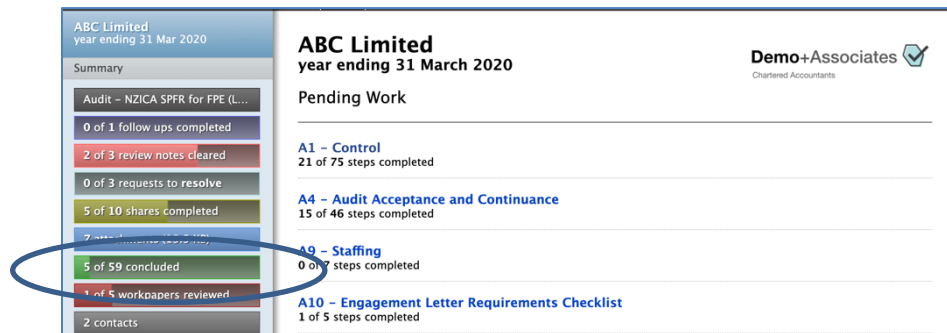 ABC Limited
year ending 31 Mar 2020
Summary
Audit – NZICA SPFR for FPE (L...
0 of 1 follow ups completed
2 of 3 review notes cleared
0 of 3 requests to resolve
5 of 10 shares completed
7 attachments (
5 of 59 concluded
1 of 5 workpapers reviewed
2 contacts
ABC Limited
year ending 31 March 2020
Demo+Associates
Chartered Accountants
Pending Work
A1 – Control
21 of 75 steps completed
A4 – Audit Acceptance and Continuance
15 of 46 steps completed
A9 – Staffing
0 of 7 steps completed
A10 – Engagement Letter Requirements Checklist
1 of 5 steps completed